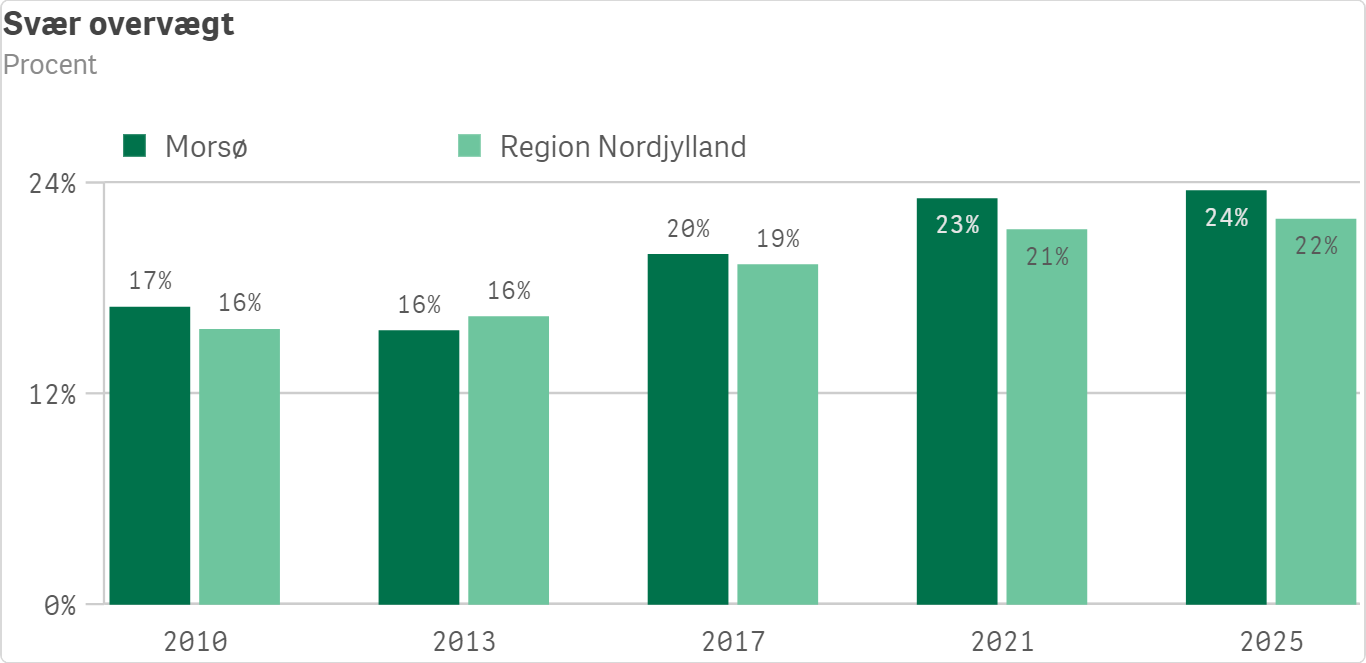 Svær overvægt
Procent
Morsø Region Nordjylland
24%
12%
0%
17% 16% 16% 16% 20% 19% 23% 21% 24% 22%
2010 2013 2017 2021 2025